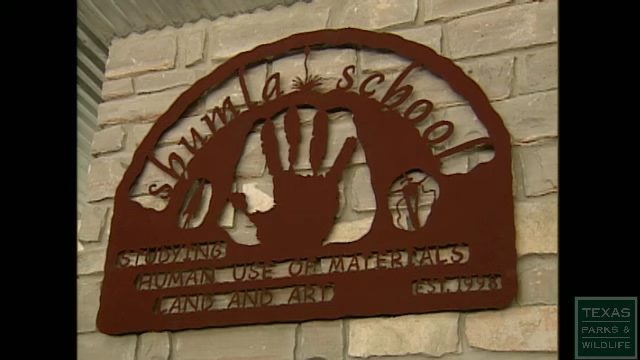 shumla school
STUDYING
HUMAN USE OF MATERIALS
LAND AND ART
EST. 1998
TEXAS
PARKS &
WILDLIFE